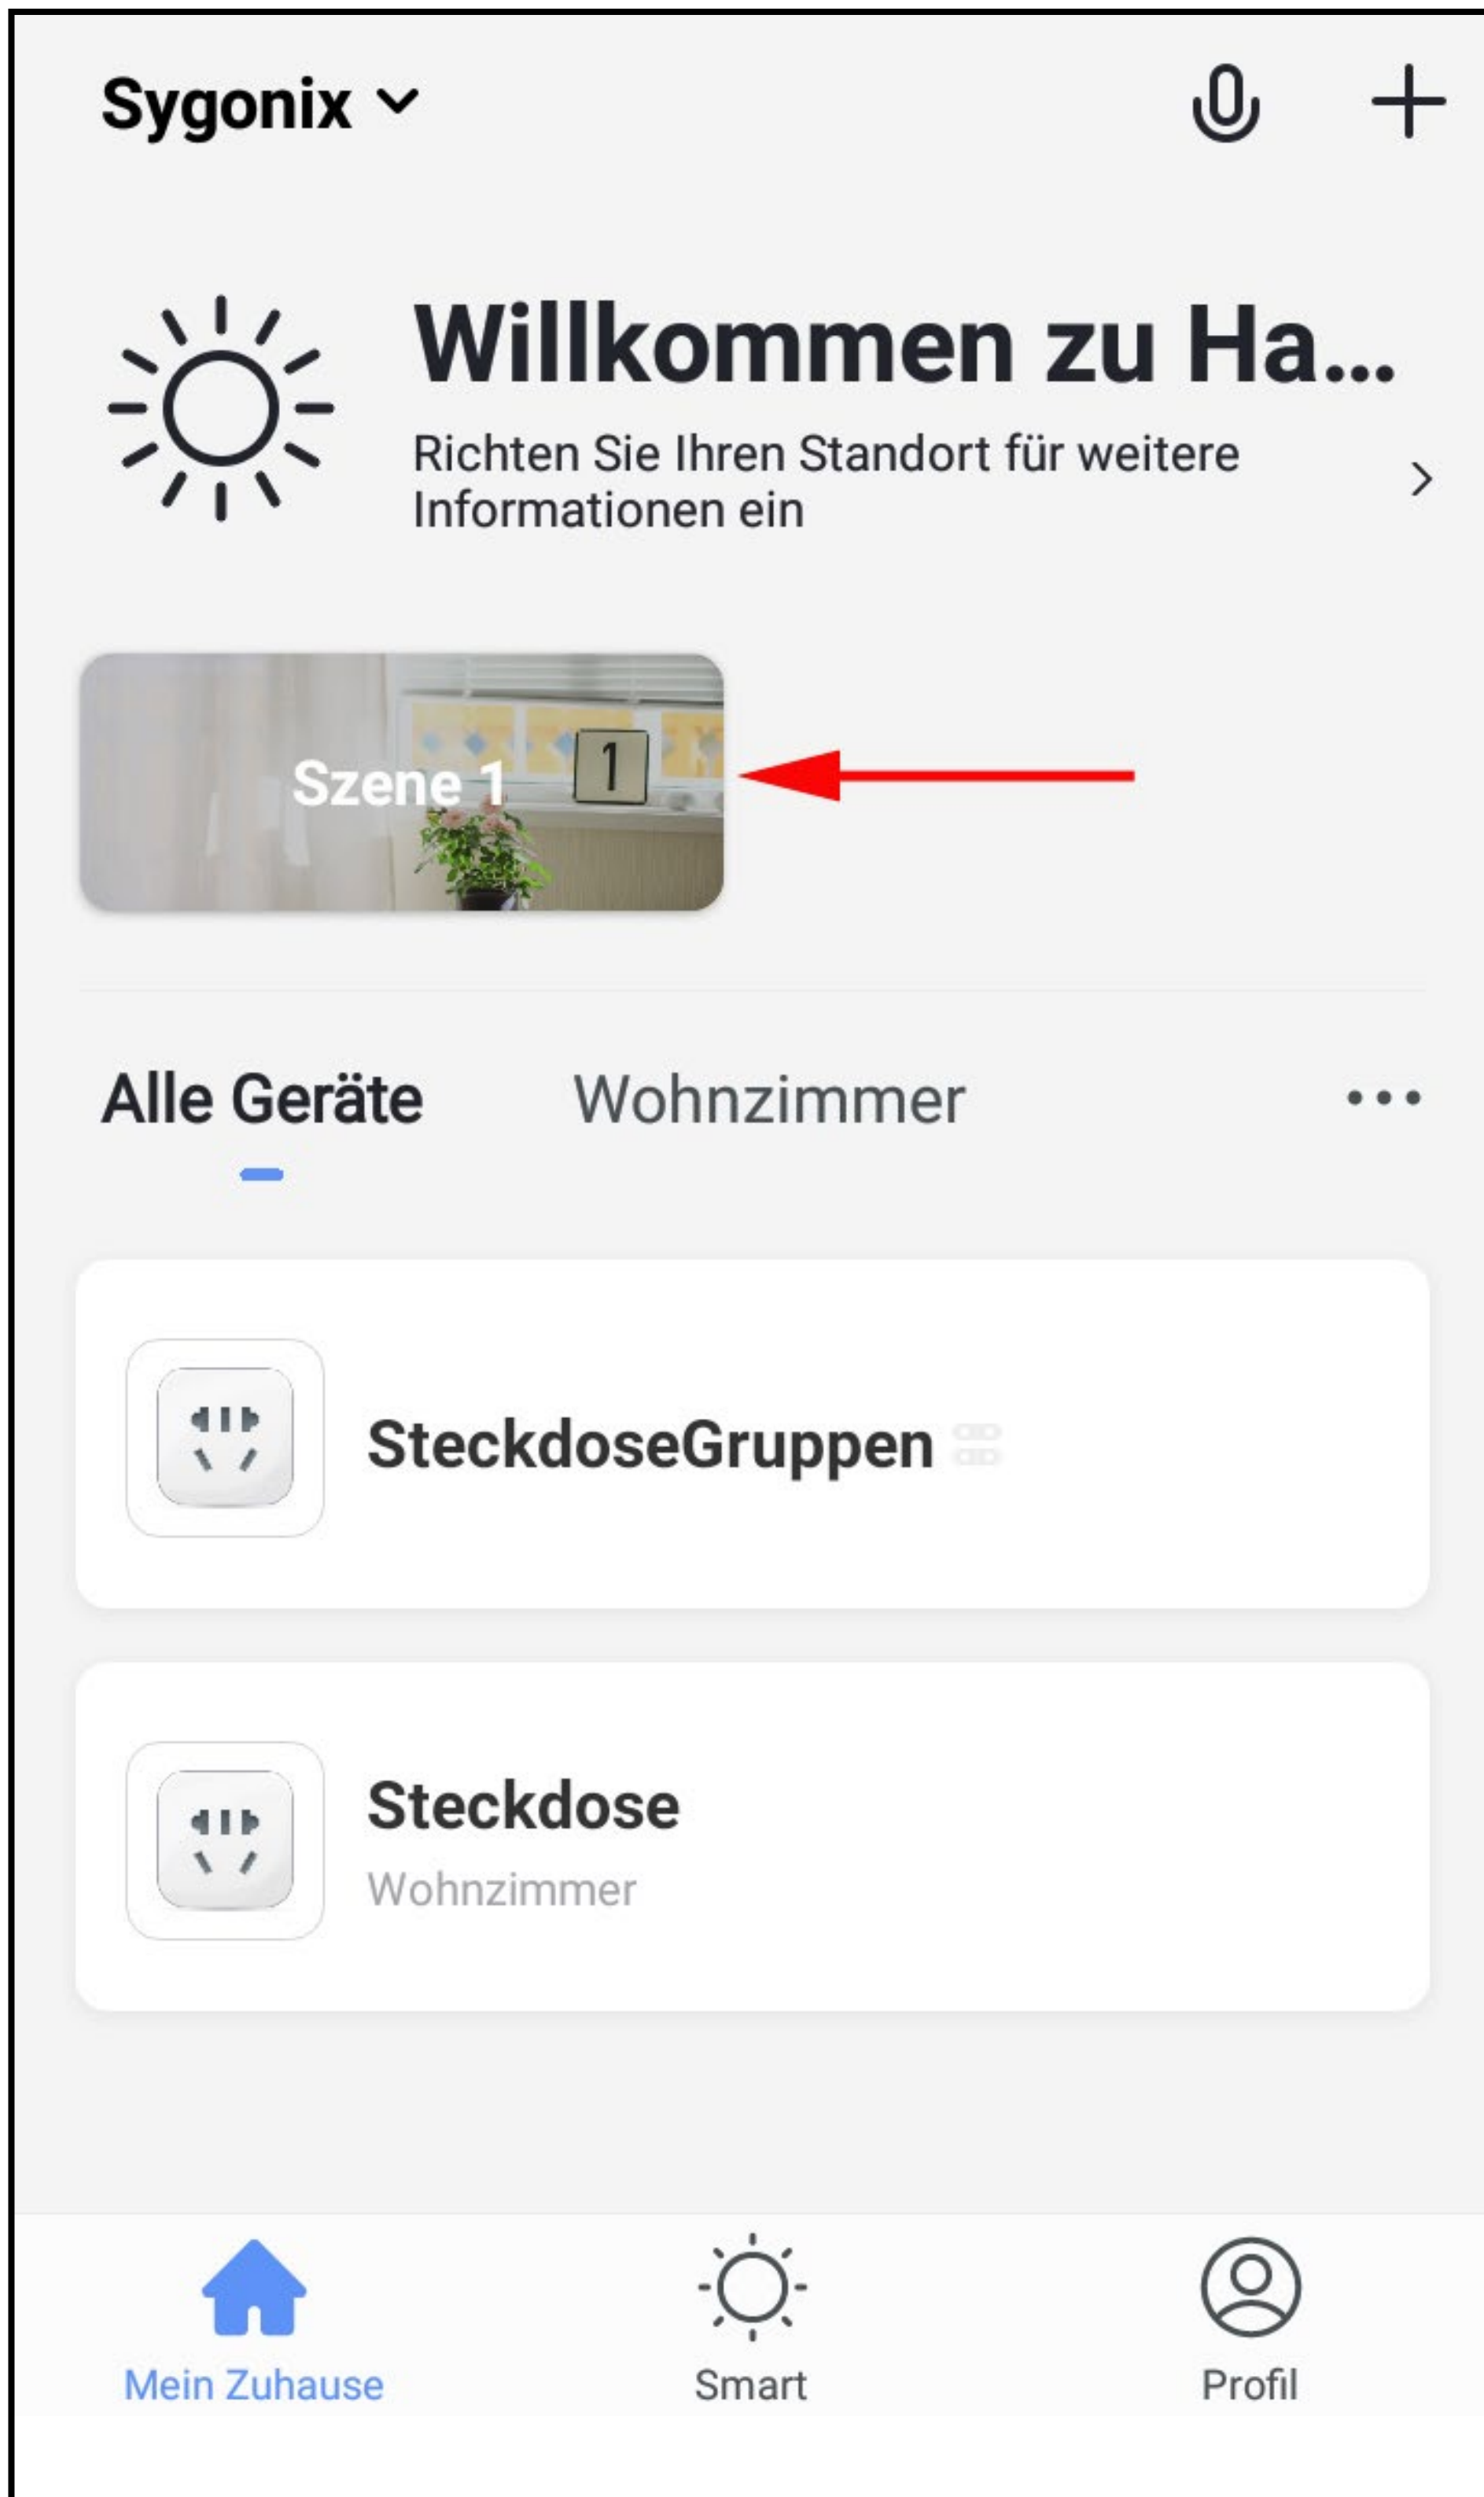 Sygonix
Willkommen zu Ha...
Richten Sie Ihren Standort für weitere
Informationen ein
Szene 1
1
Alle Geräte
Wohnzimmer
SteckdoseGruppen
Steckdose
Wohnzimmer
Mein Zuhause
Smart
Profil